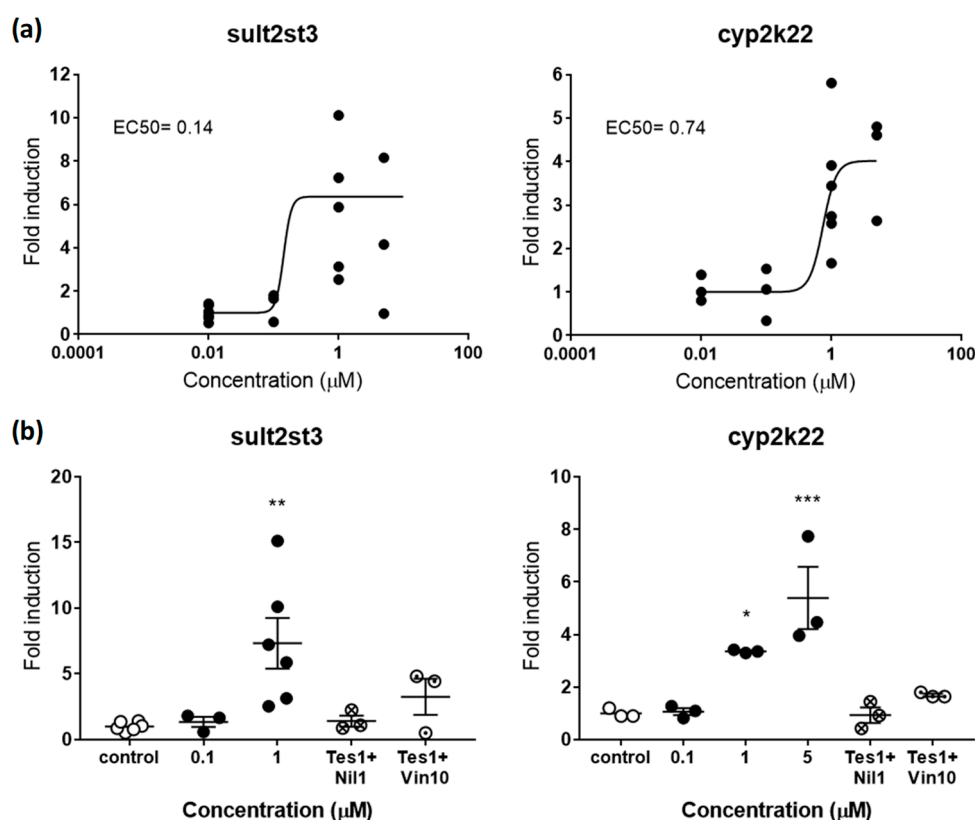 (a)
sult2st3
12
10
8
6
4
2
0
Fold induction
EC50= 0.14
0.0001 0.01 1 100
Concentration (μM)
cyp2k22
6
5
4
3
2
1
0
Fold induction
EC50= 0.74
0.0001 0.01 1 100
Concentration (μM)
(b)
sult2st3
20
15
10
5
0
Fold induction
**
control 0.1 1 Tes1+ Tes1+
Nil1 Vin10
Concentration (μM)
cyp2k22
10
8
6
4
2
0
Fold induction
***
*
control 0.1 1 5 Tes1+ Tes1+
Nil1 Vin10
Concentration (μM)